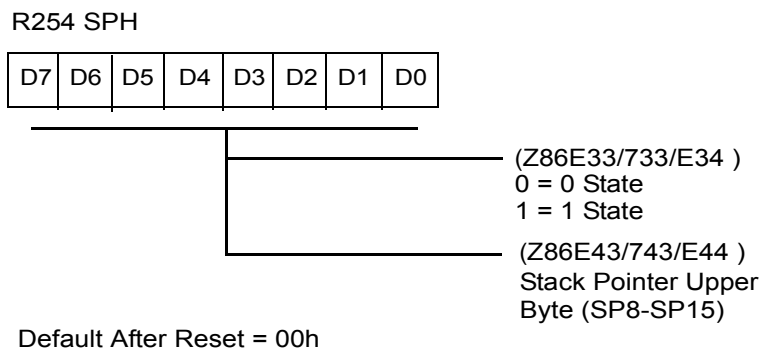 R254 SPH
D7 D6 D5 D4 D3 D2 D1 D0
(Z86E33/733/E34 )
0 = 0 State
1 = 1 State
(Z86E43/743/E44 )
Stack Pointer Upper
Byte (SP8-SP15)
Default After Reset = 00h